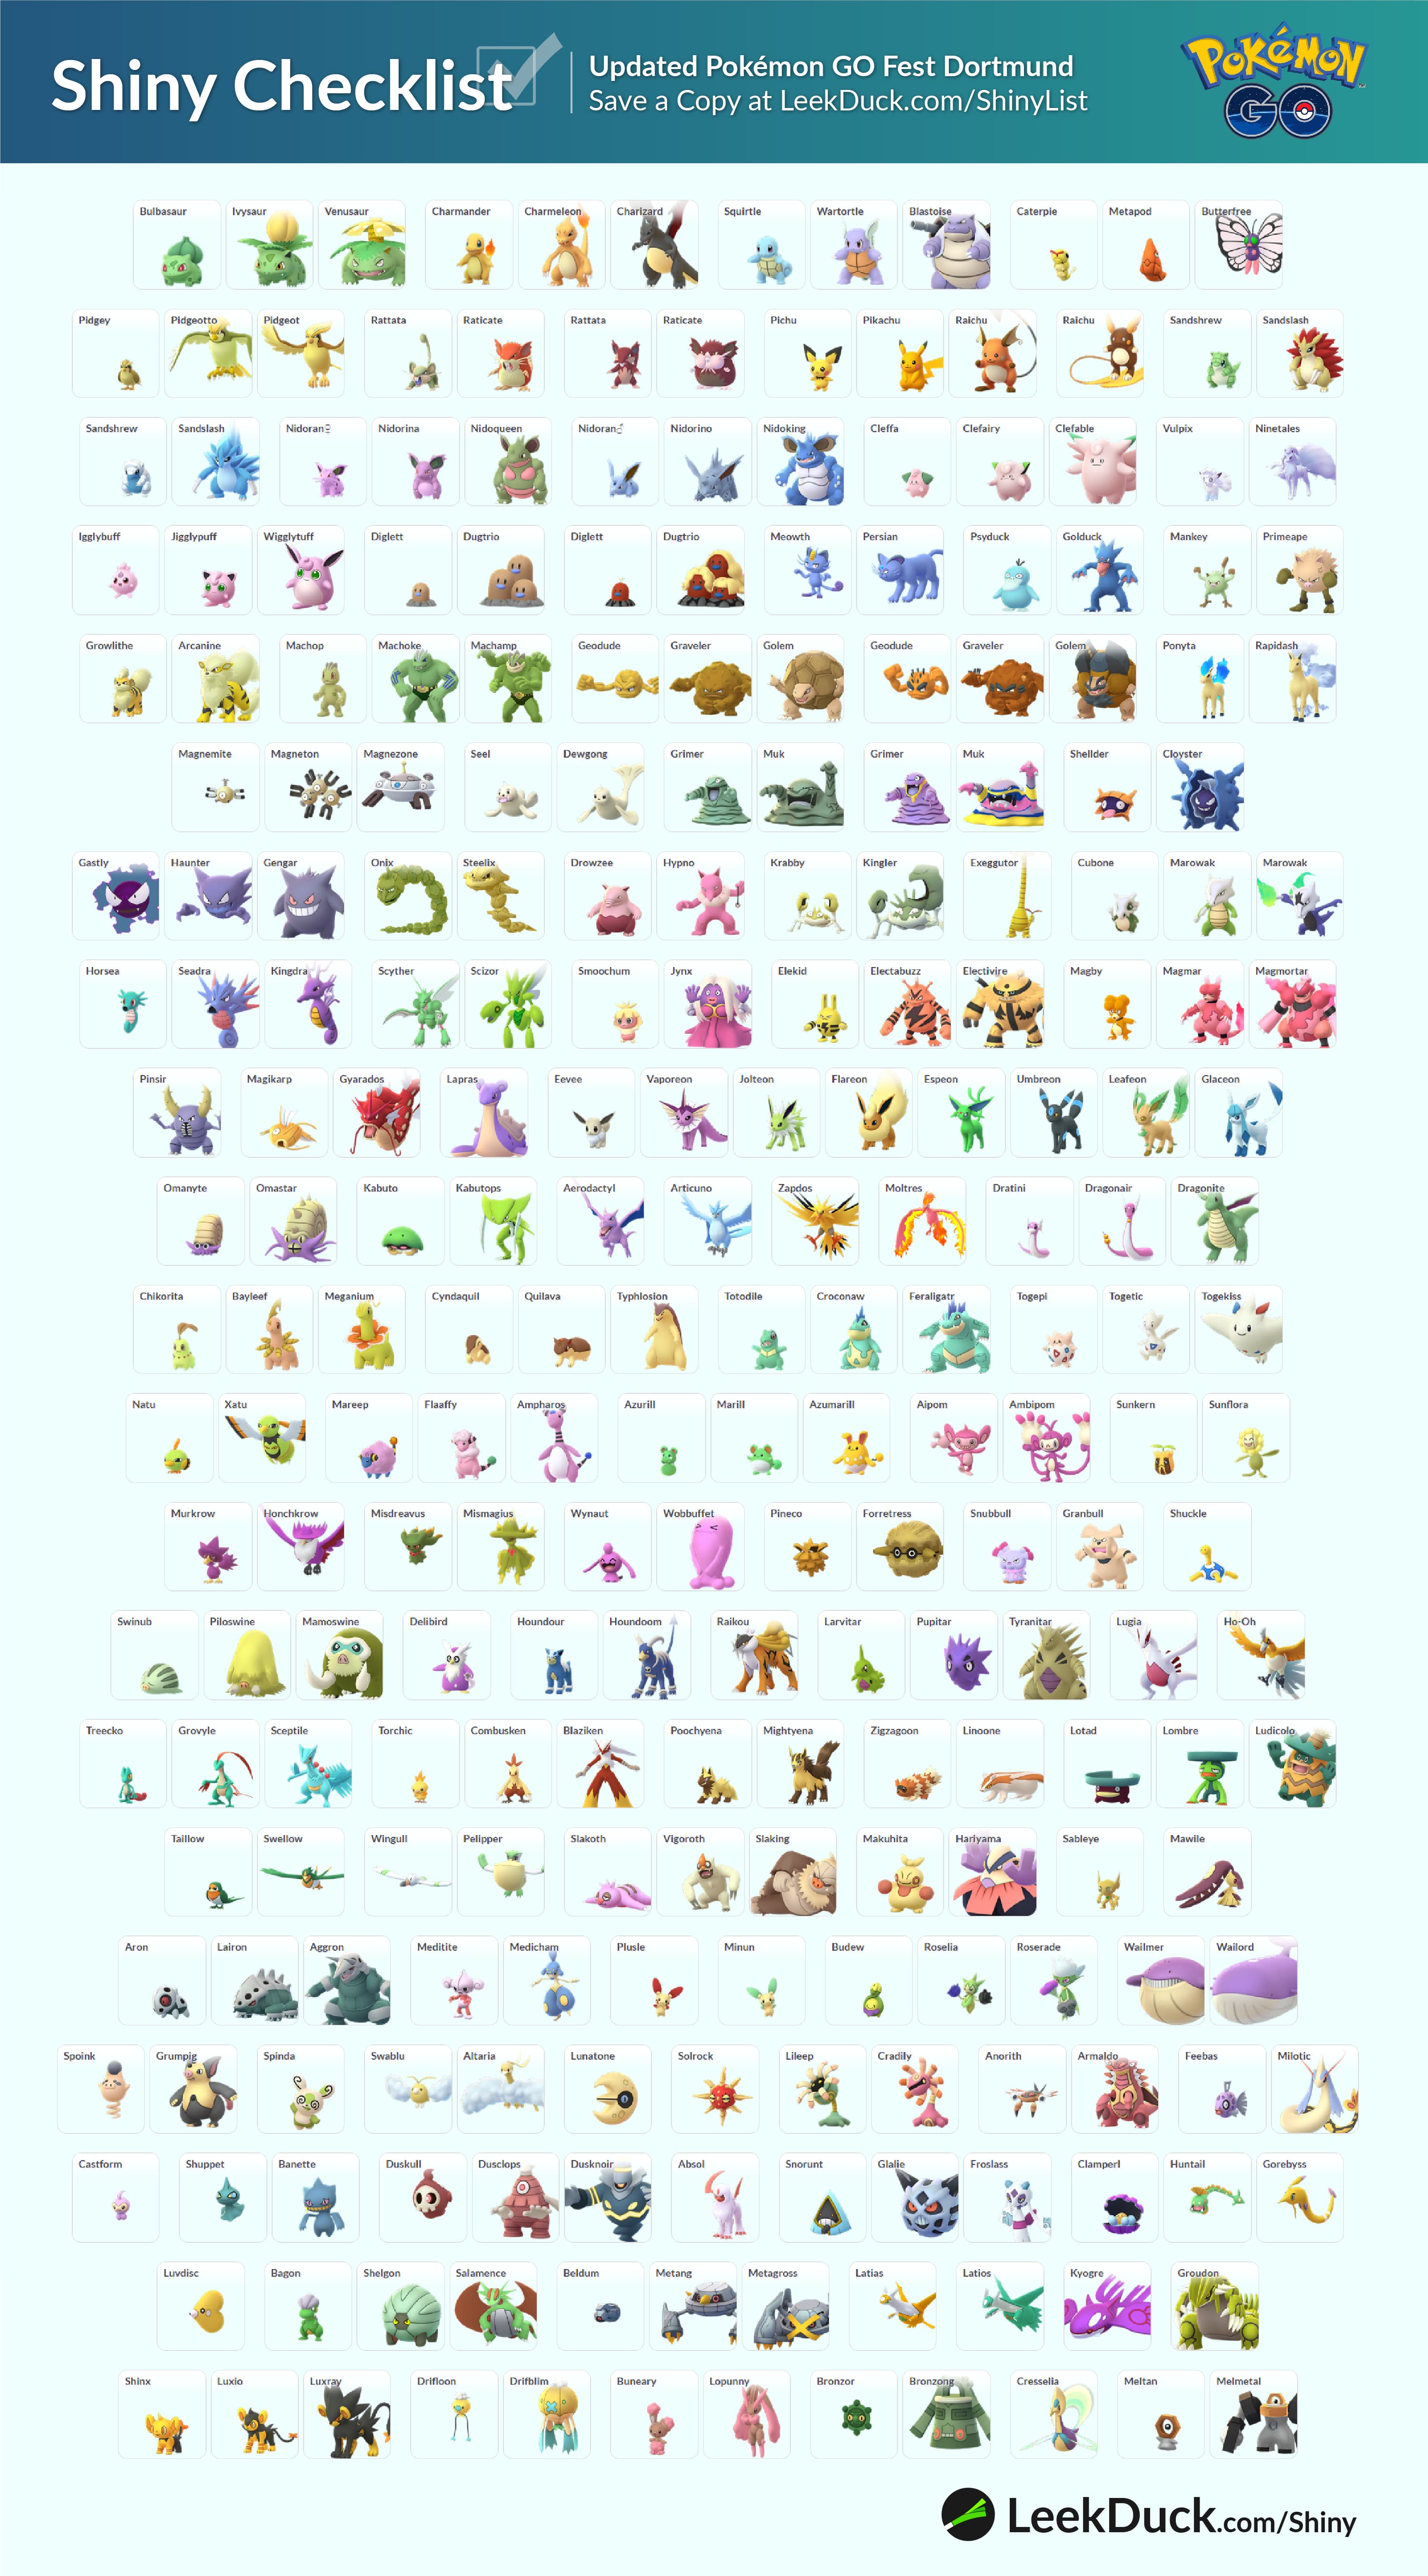 Shiny Checklist
Updated Pokémon GO Fest Dortmund
Save a Copy at LeekDuck.com/ShinyList
POKéMON
GO
Bulbasaur Ivysaur Venusaur Charmander Charmeleon Charizard Squirtle Wartortle Blastoise Caterpie Metapod Butterfree
Pidgey Pidgeotto Pidgeot Rattata Raticate Rattata Raticate Pichu Pikachu Raichu Raichu Sandshrew Sandslash
Sandshrew Sandslash Nidoran♀ Nidorina Nidoqueen Nidoran♂ Nidorino Nidoking Cleffa Clefairy Clefable Vulpix Ninetales
Igglybuff Jigglypuff Wigglytuff Diglett Dugtrio Diglett Dugtrio Meowth Persian Psyduck Golduck Mankey Primeape
Growlithe Arcanine Machop Machoke Machamp Geodude Graveler Golem Geodude Graveler Golem Ponyta Rapidash
Magnemite Magneton Magnezone Seel Dewgong Grimer Muk Grimer Muk Shellder Cloyster
Gastly Haunter Gengar Onix Steelix Drowzee Hypno Krabby Kingler Exeggutor Cubone Marowak Marowak
Horsea Seadra Kingdra Scyther Scizor Smoochum Jynx Elekid Electabuzz Electivire Magby Magmar Magmortar
Pinsir Magikarp Gyarados Lapras Eevee Vaporeon Jolteon Flareon Espeon Umbreon Leafeon Glaceon
Omanyte Omastar Kabuto Kabutops Aerodactyl Articuno Zapdos Moltres Dratini Dragonair Dragonite
Chikorita Bayleef Meganium Cyndaquil Quilava Typhlosion Totodile Croconaw Feraligatr Togepi Togetic Togekiss
Natu Xatu Mareep Flaaffy Ampharos Azurill Marill Azumarill Aipom Ambipom Sunkern Sunflora
Murkrow Honchkrow Misdreavus Mismagius Wynaut Wobbuffet Pineco Forretress Snubbull Granbull Shuckle
Swinub Piloswine Mamoswine Delibird Houndour Houndoom Raikou Larvitar Pupitar Tyranitar Lugia Ho-Oh
Treecko Grovyle Sceptile Torchic Combusken Blaziken Poochyena Mightyena Zigzagoon Linoone Lotad Lombre Ludicolo
Taillow Swellow Wingull Pelipper Slakoth Vigoroth Slaking Makuhita Hariyama Sableye Mawile
Aron Lairon Aggron Meditite Medicham Plusle Minun Budew Roselia Roserade Wailmer Wailord
Spoink Grumpig Spinda Swablu Altaria Lunatone Solrock Lileep Cradily Anorith Armaldo Feebas Milotic
Castform Shuppet Banette Duskull Dusclops Dusknoir Absol Snorunt Glalie Froslass Clamperl Huntail Gorebyss
Luvdisc Bagon Shelgon Salamence Beldum Metang Metagross Latias Latios Kyogre Groudon
Shinx Luxio Luxray Drifloon Drifblim Buneary Lopunny Bronzor Bronzong Cresselia Meltan Melmetal
LeekDuck.com/Shiny